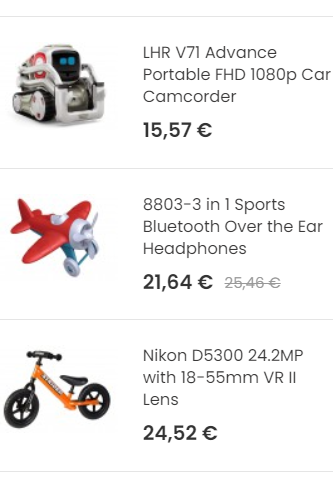 LHR V71 Advance
Portable FHD 1080p Car
Camcorder
15,57 €
8803-3 in 1 Sports
Bluetooth Over the Ear
Headphones
21,64 € 25,46 €
Nikon D5300 24.2MP
with 18-55mm VR II
Lens
24,52 €